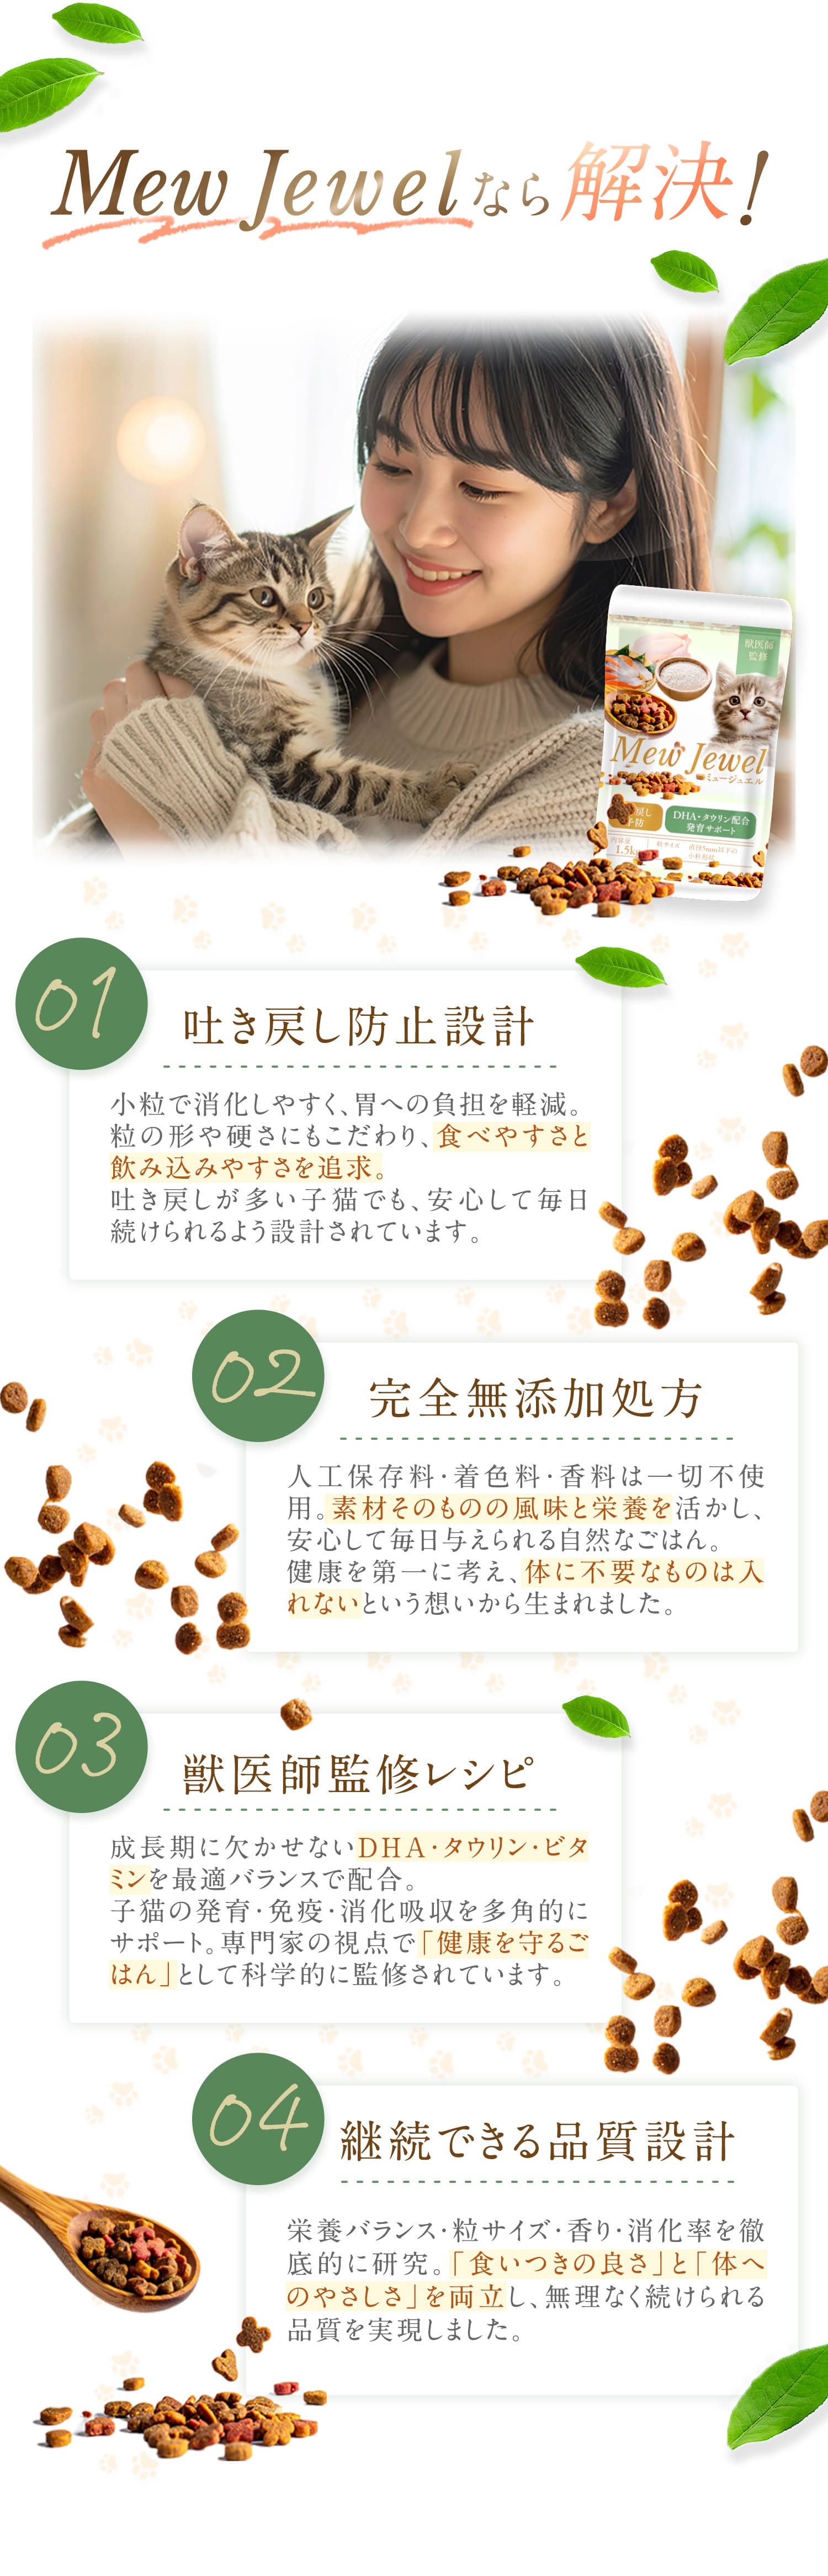 Mew Jewelなら解決!
獣医師
監修
Mew Jewel
ミュージュエル
DHA・タウリン配合
発育サポート
内容量
1.5k
粒サイズ
直径5mm以下の
小粒形状
01
吐き戻し防止設計
小粒で消化しやすく、胃への負担を軽減。
粒の形や硬さにもこだわり、食べやすさと
飲み込みやすさを追求。
吐き戻しが多い子猫でも、安心して毎日
続けられるよう設計されています。
02
完全無添加処方
人工保存料・着色料・香料は一切不使
用。素材そのものの風味と栄養を活かし、
安心して毎日与えられる自然なごはん。
健康を第一に考え、体に不要なものは入
れないという想いから生まれました。
03
獣医師監修レシピ
成長期に欠かせないDHA・タウリン・ビタ
ミンを最適バランスで配合。
子猫の発育・免疫・消化吸収を多角的に
サポート。専門家の視点で「健康を守るご
はん」として科学的に監修されています。
04
継続できる品質設計
栄養バランス・粒サイズ・香り・消化率を徹
底的に研究。「食いつきの良さ」と「体へ
のやさしさ」を両立し、無理なく続けられる
品質を実現しました。